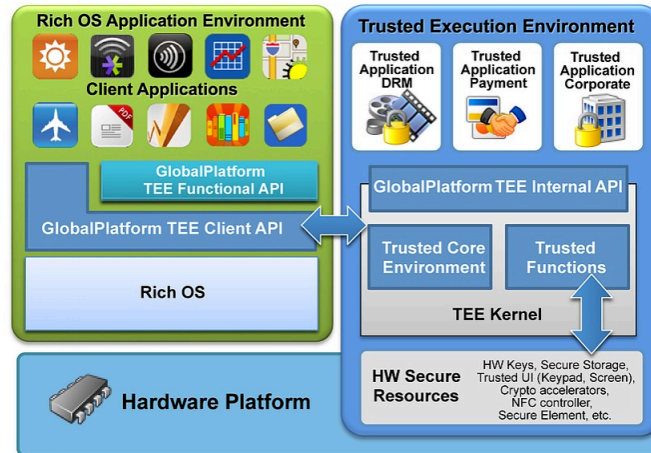 Rich OS Application Environment
Client Applications
PDF
GlobalPlatform
TEE Functional API
GlobalPlatform TEE Client API
Rich OS
Trusted Execution Environment
Trusted
Application
DRM
Trusted
Application
Payment
Trusted
Application
Corporate
GlobalPlatform TEE Internal API
Trusted Core
Environment
Trusted
Functions
TEE Kernel
HW Secure
Resources
HW Keys, Secure Storage,
Trusted UI (Keypad, Screen),
Crypto accelerators,
NFC controller,
Secure Element, etc.
Hardware Platform